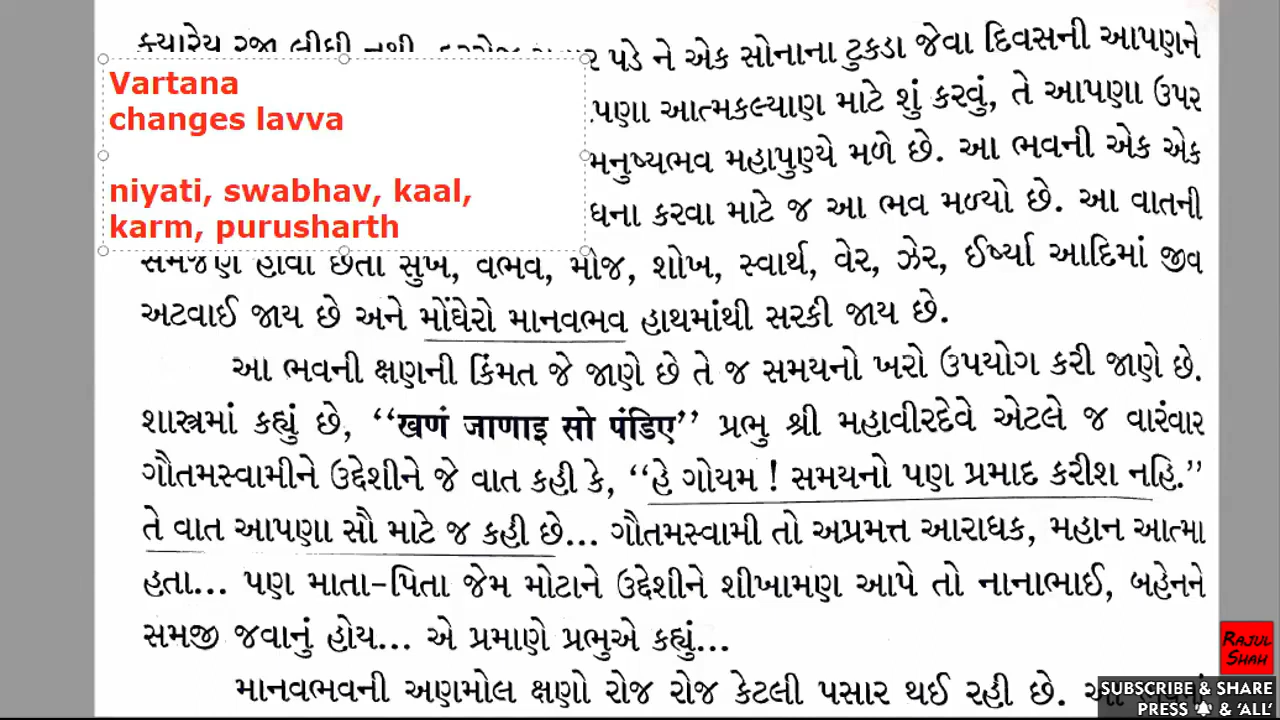 ક્યારેય રજા લીધી નથી. પડે ને એક સોનાના ટુકડા જેવા દિવસની આપણને
Vartana
changes lavva
niyati, swabhav, kaal,
karm, purusharth
આત્મકલ્યાણ માટે શું કરવું, તે આપણા ઉપર
મનુષ્યભવ મહાપુણ્યે મળે છે. આ ભવની એક એક
કરવા માટે જ આ ભવ મળ્યો છે. આ વાતની
સમજણ હોવા છતાં સુખ, વૈભવ, મોજ, શોખ, સ્વાર્થ, વેર, ઝેર, ઈર્ષ્યા આદિમાં જીવ
અટવાઈ જાય છે અને મોંઘેરો માનવભવ હાથમાંથી સરકી જાય છે.
આ ભવની ક્ષણની કિંમત જે જાણે છે તે જ સમયનો ખરો ઉપયોગ કરી જાણે છે.
શાસ્ત્રમાં કહ્યું છે, “खणं जाणाइ सो पंडिए” પ્રભુ શ્રી મહાવીરદેવે એટલે જ વારંવાર
ગૌતમસ્વામીને ઉદ્દેશીને જે વાત કહી કે, “હે ગોયમ ! સમયનો પણ પ્રમાદ કરીશ નહિ.”
તે વાત આપણા સૌ માટે જ કહી છે... ગૌતમસ્વામી તો અપ્રમત્ત આરાધક, મહાન આત્મા
હતા... પણ માતા-પિતા જેમ મોટાને ઉદ્દેશીને શીખામણ આપે તો નાનાભાઈ, બહેનને
સમજી જવાનું હોય... એ પ્રમાણે પ્રભુએ કહ્યું...
માનવભવની અણમોલ ક્ષણો રોજ રોજ કેટલી પસાર થઈ રહી છે.
RAJUL
SHAH
SUBSCRIBE & SHARE
PRESS & 'ALL'